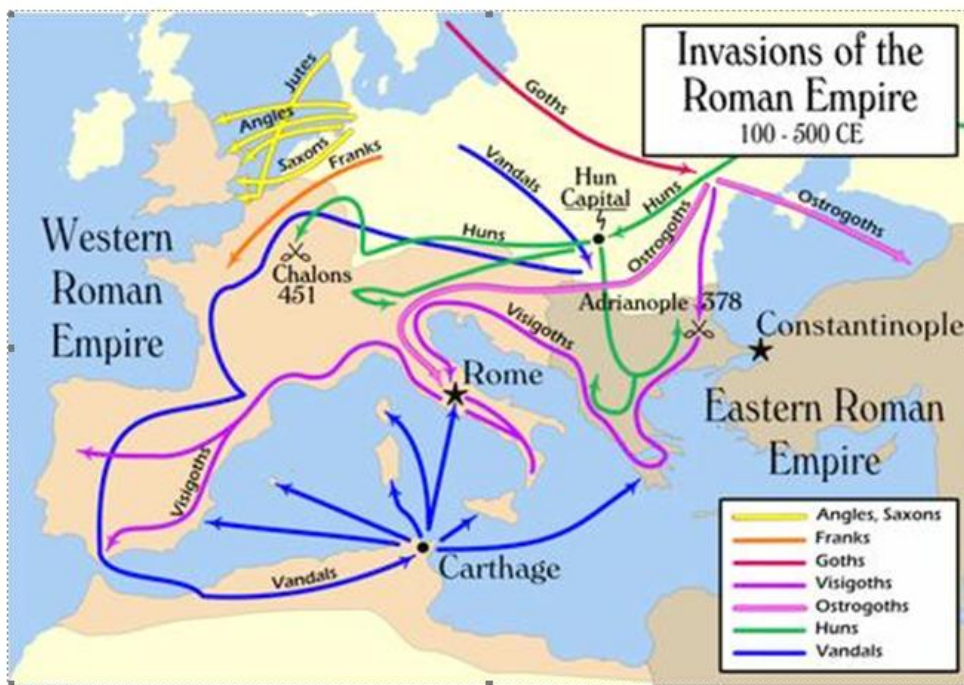 Invasions of the
Roman Empire
100 - 500 CE
Jutes
Angles
Saxons
Franks
Goths
Vandals
Hun
Capital
Huns
Huns
Ostrogoths
Ostrogoths
Western
Roman
Empire
Chalons
451
Visigoths
Adrianople 378
Constantinople
Rome
Eastern Roman
Empire
Visigoths
Vandals
Carthage
Angles, Saxons
Franks
Goths
Visigoths
Ostrogoths
Huns
Vandals